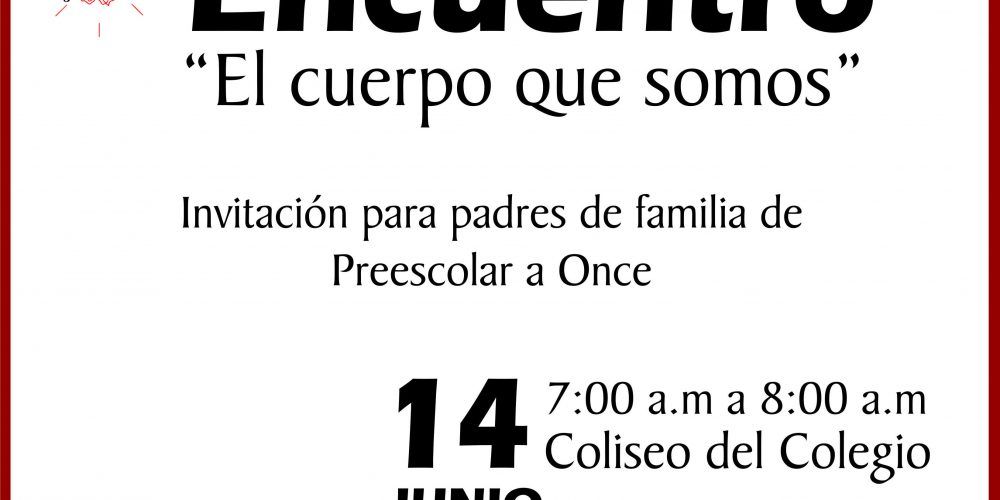 Encuentro
“El cuerpo que somos”
Invitación para padres de familia de
Preescolar a Once
14
7:00 a.m a 8:00 a.m
Coliseo del Colegio
JUNIO